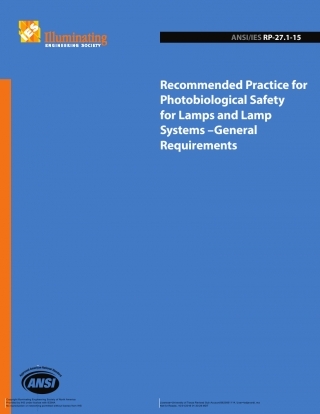 IES
Illuminating
ENGINEERING SOCIETY
ANSI/IES RP-27.1-15
Recommended Practice for
Photobiological Safety
for Lamps and Lamp
Systems –General
Requirements
ANSI